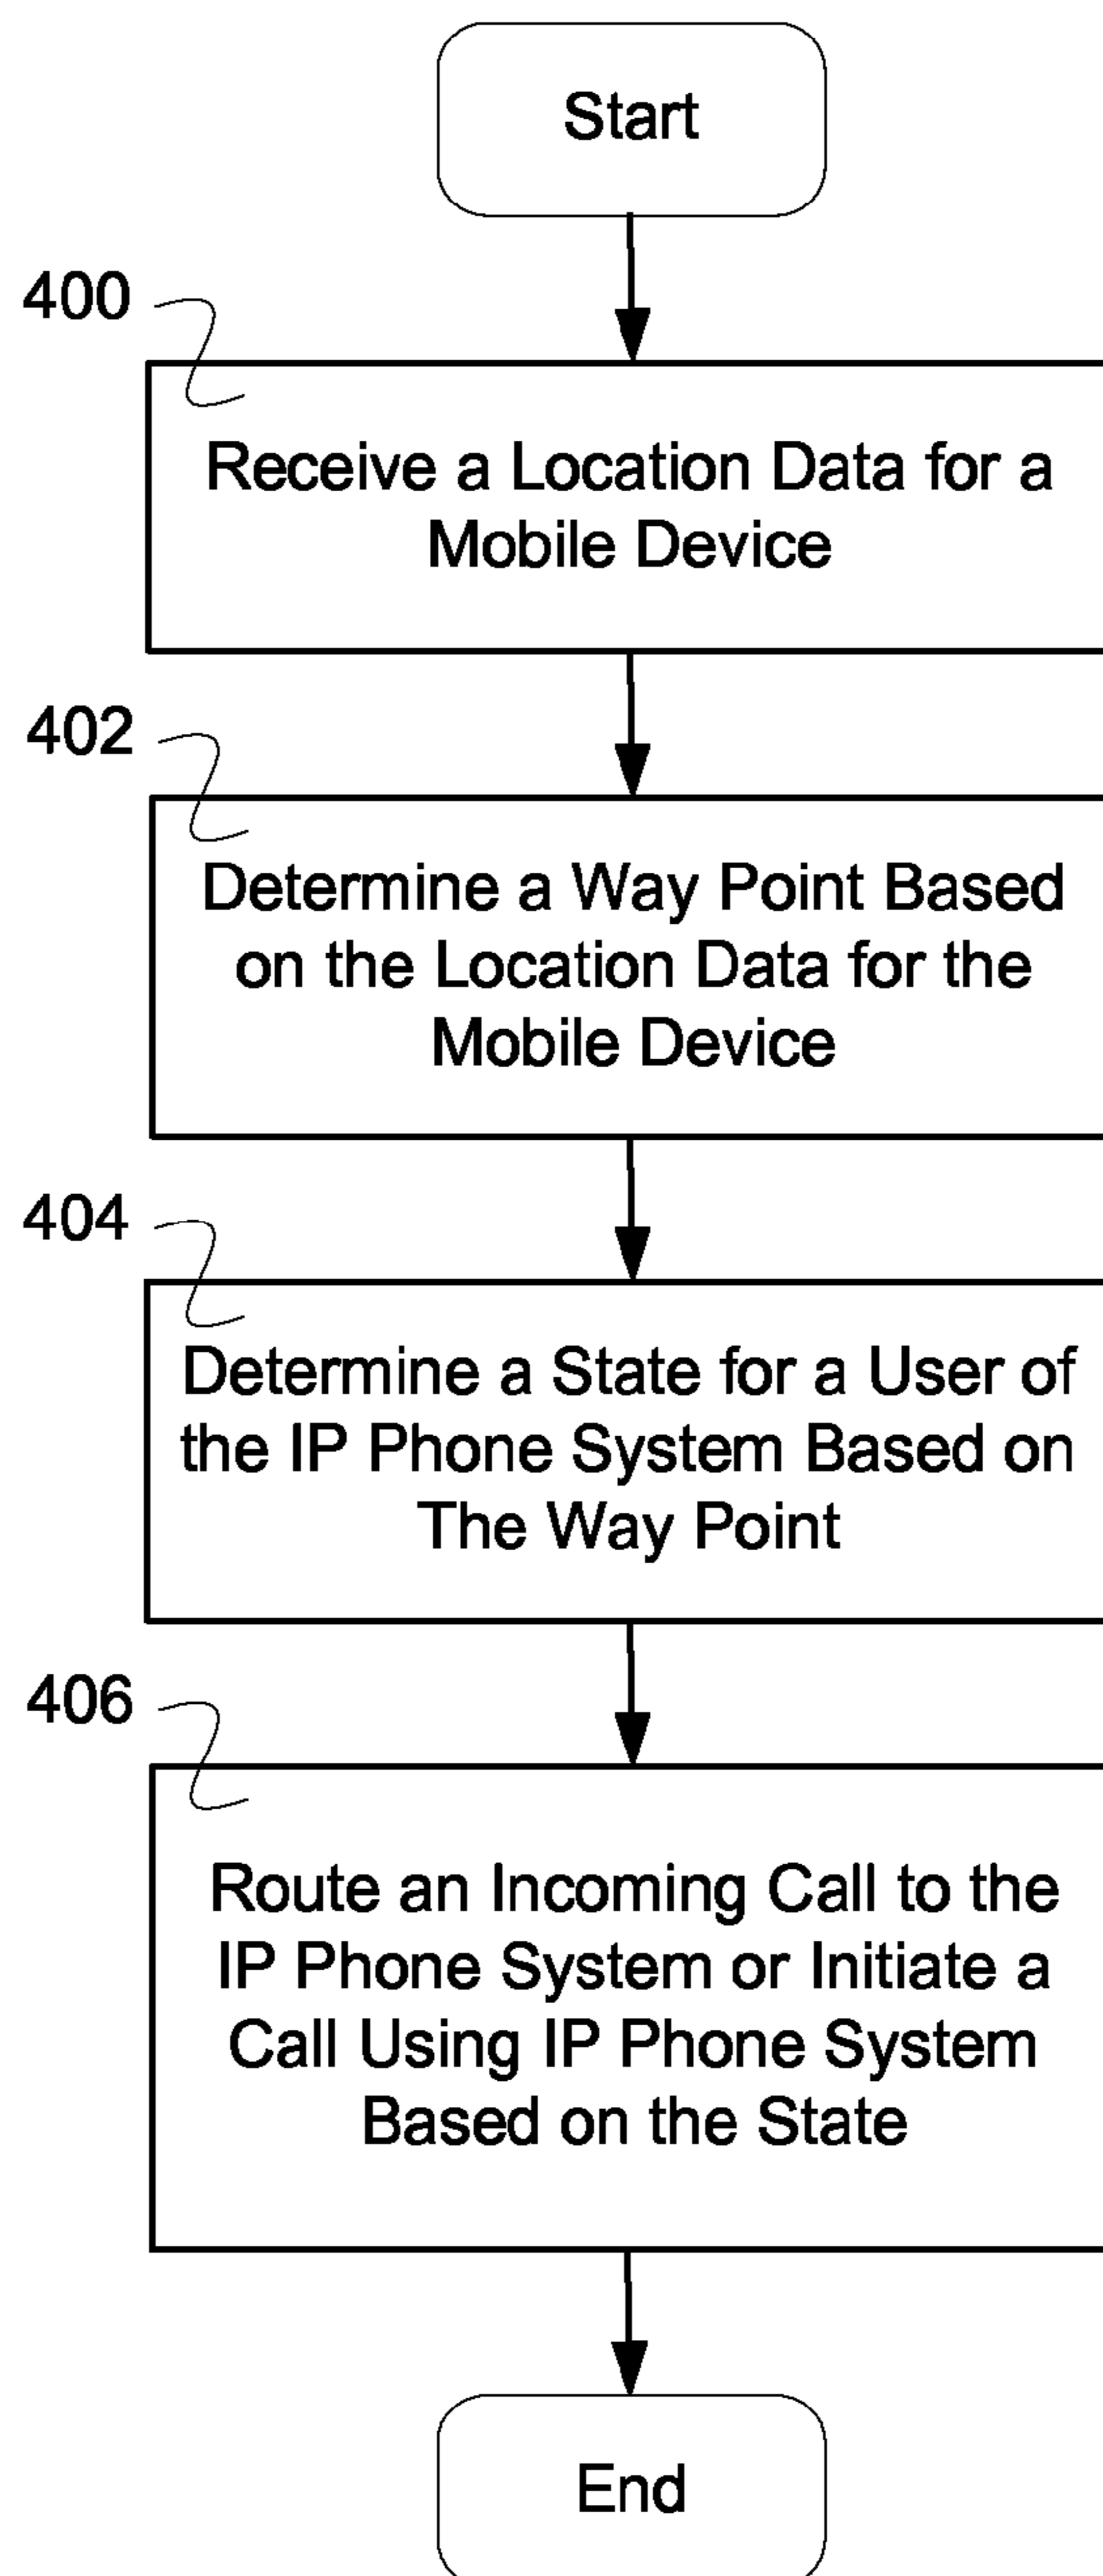 Start
400
Receive a Location Data for a
Mobile Device
402
Determine a Way Point Based
on the Location Data for the
Mobile Device
404
Determine a State for a User of
the IP Phone System Based on
The Way Point
406
Route an Incoming Call to the
IP Phone System or Initiate a
Call Using IP Phone System
Based on the State
End